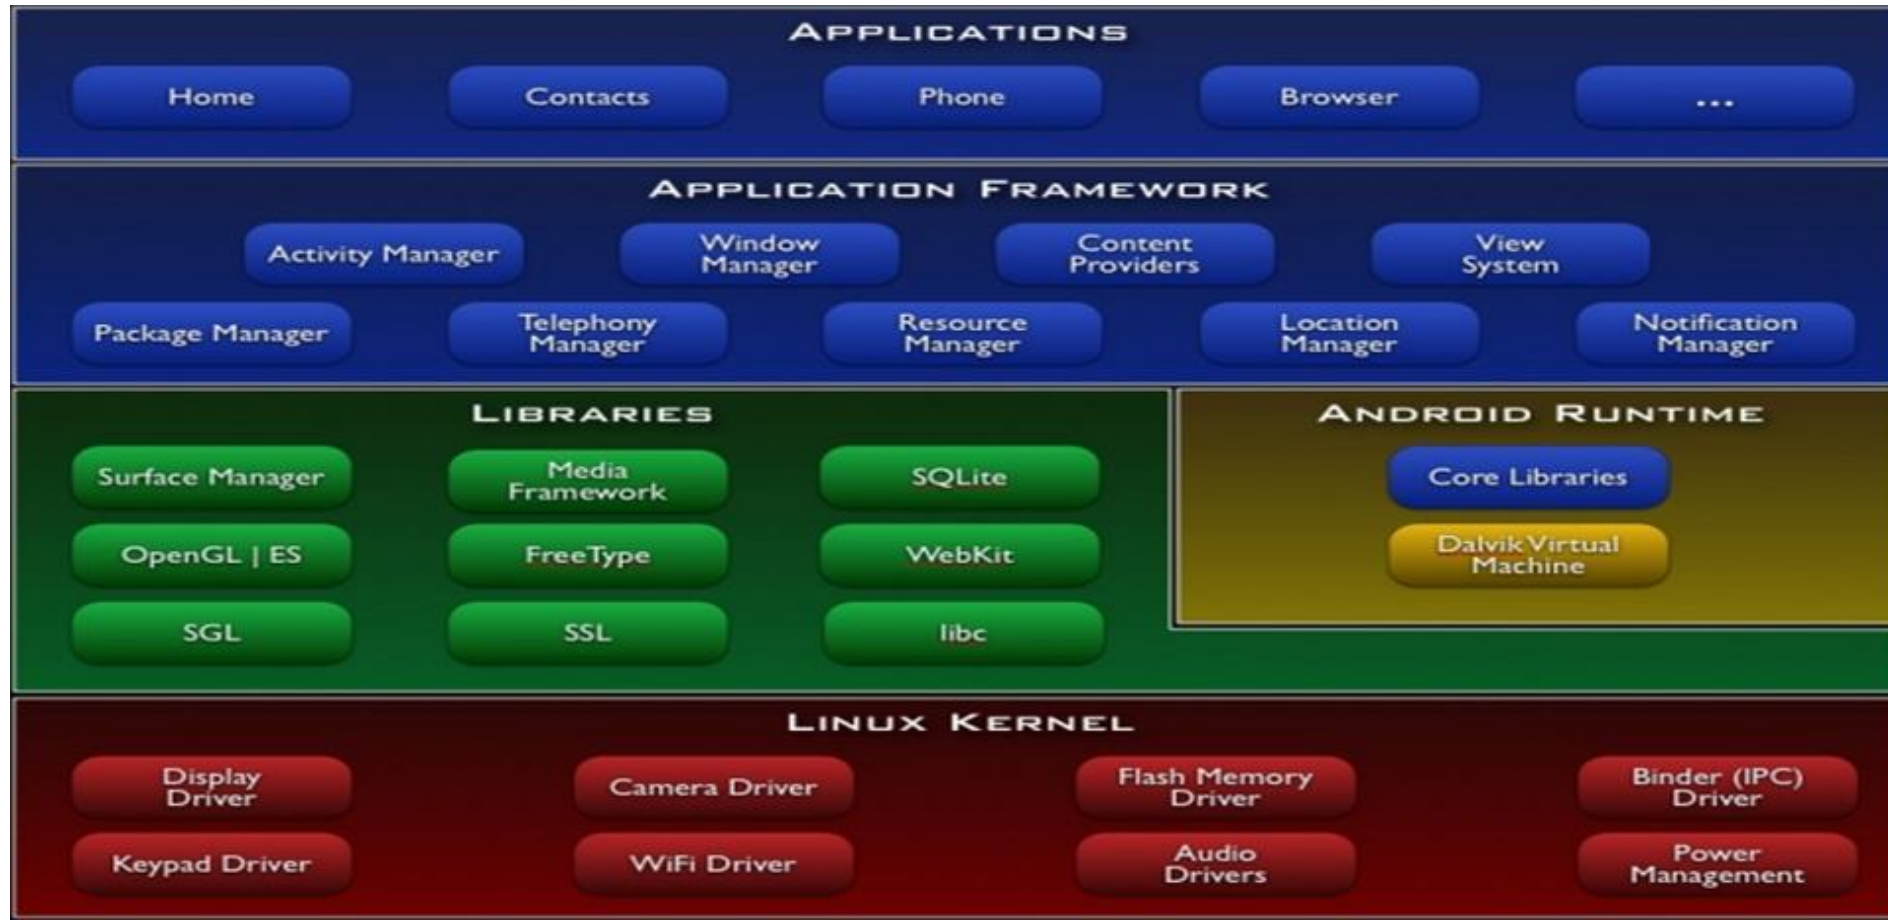 APPLICATIONS
Home
Contacts
Phone
Browser
...
APPLICATION FRAMEWORK
Activity Manager
Window
Manager
Content
Providers
View
System
Package Manager
Telephony
Manager
Resource
Manager
Location
Manager
Notification
Manager
LIBRARIES
Surface Manager
Media
Framework
SQLite
OpenGL | ES
FreeType
WebKit
SGL
SSL
libc
ANDROID RUNTIME
Core Libraries
Dalvik Virtual
Machine
LINUX KERNEL
Display
Driver
Camera Driver
Flash Memory
Driver
Binder (IPC)
Driver
Keypad Driver
WiFi Driver
Audio
Drivers
Power
Management